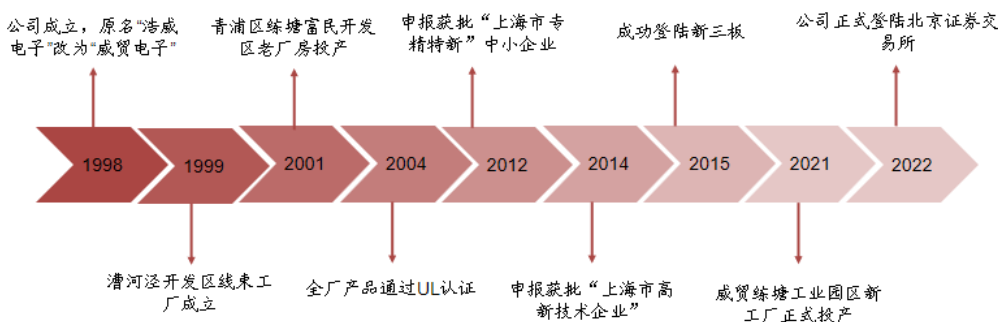 公司成立，原名“浩威
电子”改为“威贸电子”
青浦区练塘富民开发
区老厂房投产
申报获批“上海市专
精特新”中小企业
成功登陆新三板
公司正式登陆北京证券交
易所
1998
1999
2001
2004
2012
2014
2015
2021
2022
漕河泾开发区线束工
厂成立
全厂产品通过UL认证
申报获批“上海市高
新技术企业”
威贸练塘工业园区新
工厂正式投产